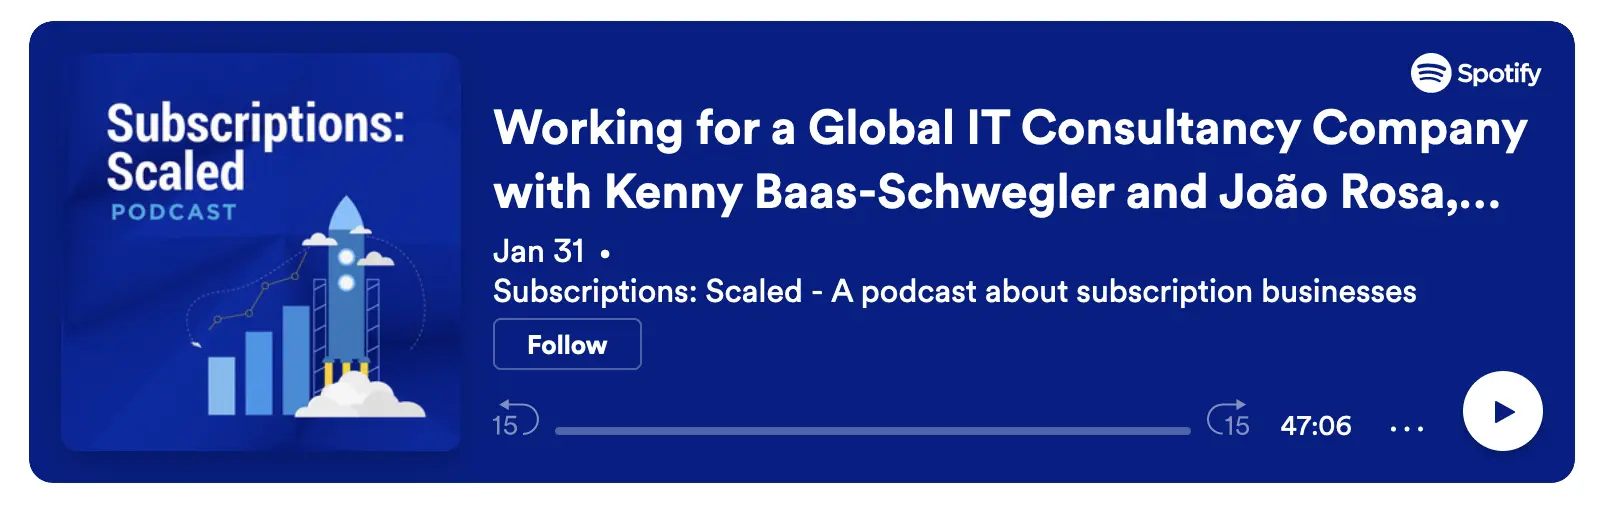 Subscriptions:
Scaled
PODCAST
Spotify
Working for a Global IT Consultancy Company
with Kenny Baas-Schwegler and João Rosa,...
Jan 31 •
Subscriptions: Scaled - A podcast about subscription businesses
Follow
15
15
47:06
...